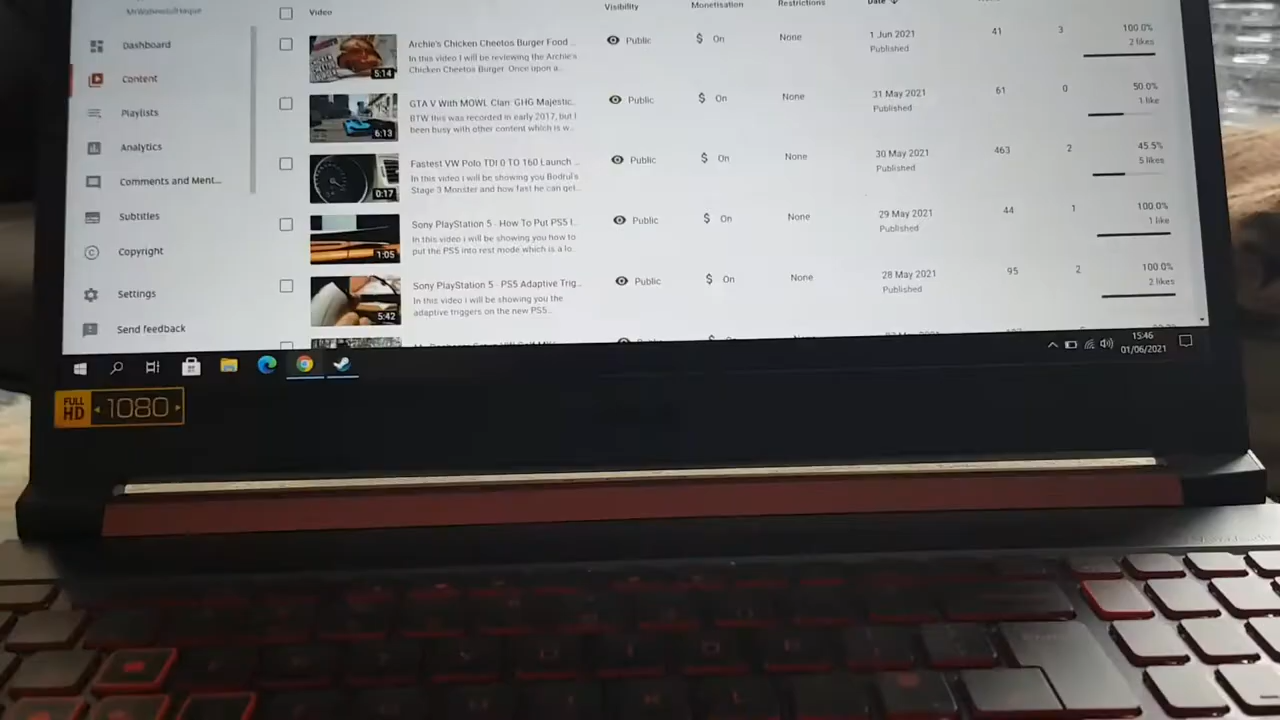 MrWaheedulHaque
Video
Visibility
Monetisation
Restrictions
Date
Dashboard
Content
Playlists
Analytics
Comments and Ment...
Subtitles
Copyright
Settings
Send feedback
Archie's Chicken Cheetos Burger Food ...
In this video I will be reviewing the Archie's
Chicken Cheetos Burger. Once upon a...
5:14
Public
$ On
None
1 Jun 2021
Published
41
3
100.0%
2 likes
GTA V With MOWL Clan: GHG Majestic...
BTW this was recorded in early 2017, but I
been busy with other content which is w...
6:13
Public
$ On
None
31 May 2021
Published
61
0
50.0%
1 like
Fastest VW Polo TDI 0 TO 160 Launch ...
In this video i will be showing you Bodrul's
Stage 3 Monster and how fast he can get...
0:17
Public
$ On
None
30 May 2021
Published
463
2
45.5%
5 likes
Sony PlayStation 5 - How To Put PS5 I...
In this video i will be showing you how to
put the PS5 into rest mode which is a lo...
1:05
Public
$ On
None
29 May 2021
Published
44
1
100.0%
1 like
Sony PlayStation 5 - PS5 Adaptive Trig...
In this video I will be showing you the
adaptive triggers on the new PS5...
5:42
Public
$ On
None
28 May 2021
Published
95
2
100.0%
2 likes
15:46
01/06/2021
FULL HD 1080